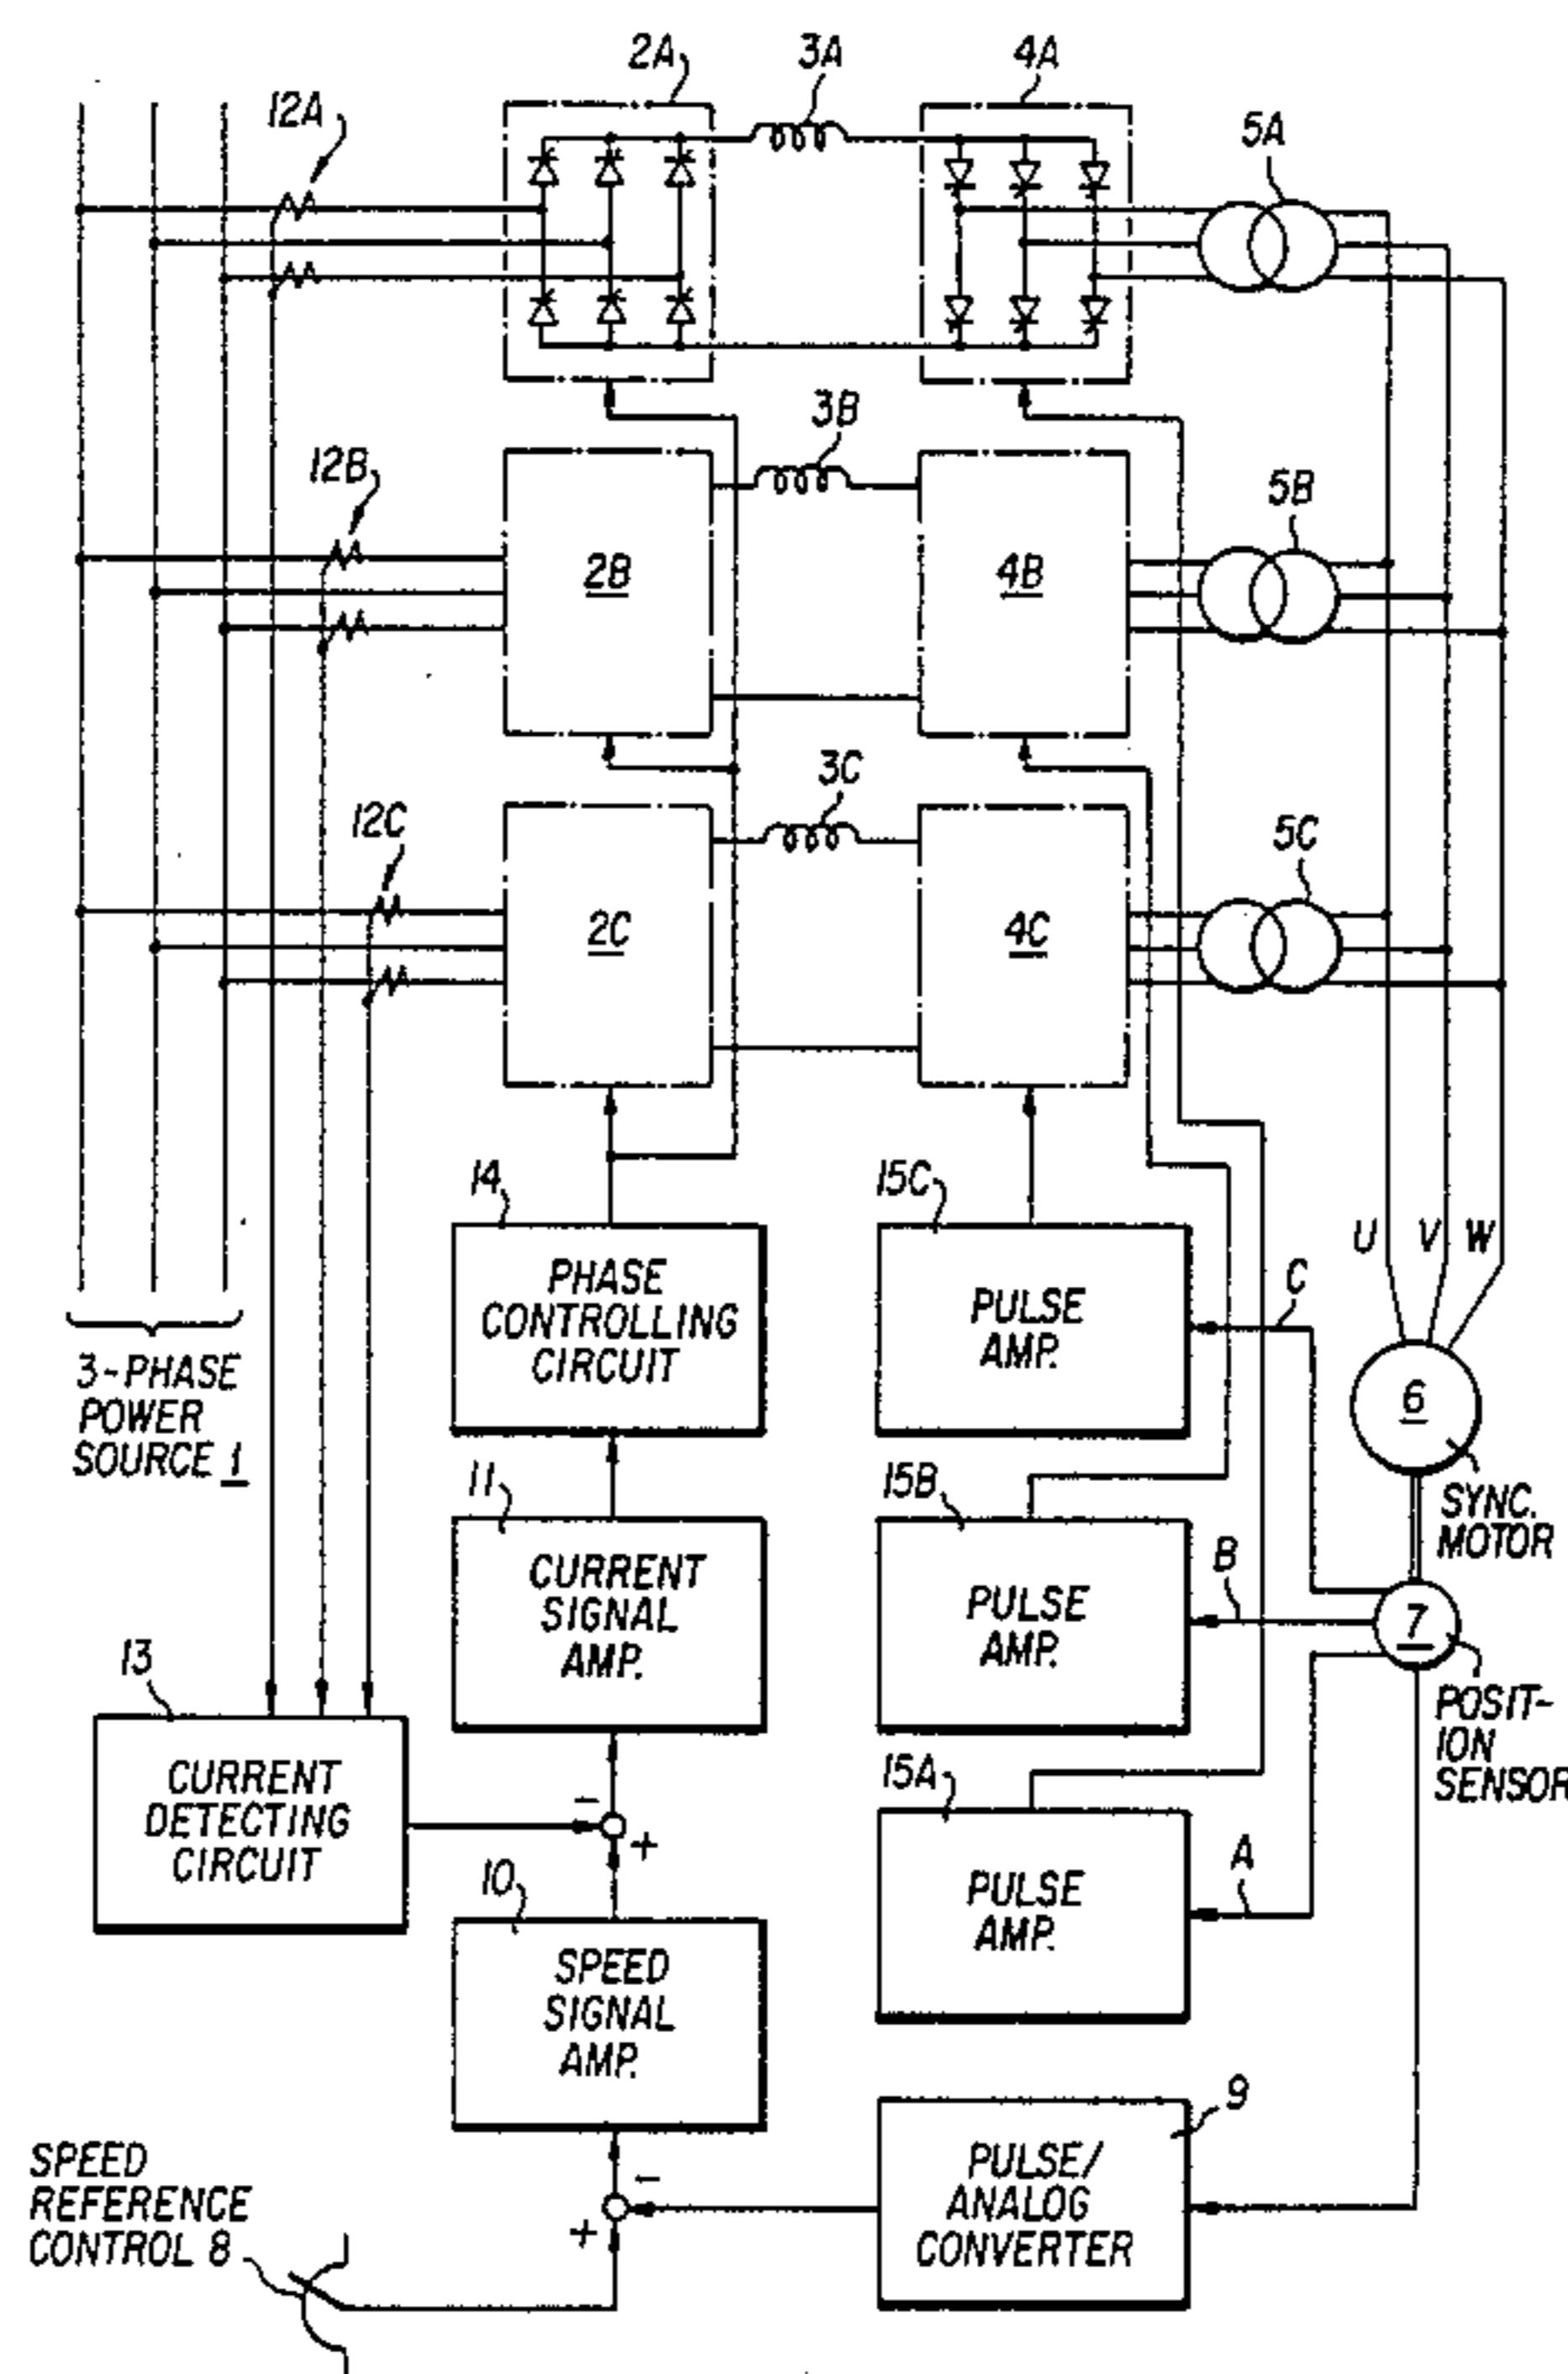 2A
3A
4A
12A
5A
3B
12B
5B
2B
4B
3C
12C
5C
2C
4C
14
15C
U V W
PHASE
CONTROLLING
CIRCUIT
PULSE
AMP.
C
3-PHASE
POWER
SOURCE 1
6
SYNC.
MOTOR
11
15B
CURRENT
SIGNAL
AMP.
PULSE
AMP.
B
7
POSIT-
ION
SENSOR
13
CURRENT
DETECTING
CIRCUIT
-
+
15A
PULSE
AMP.
A
10
SPEED
SIGNAL
AMP.
9
PULSE/
ANALOG
CONVERTER
-
+
SPEED
REFERENCE
CONTROL 8